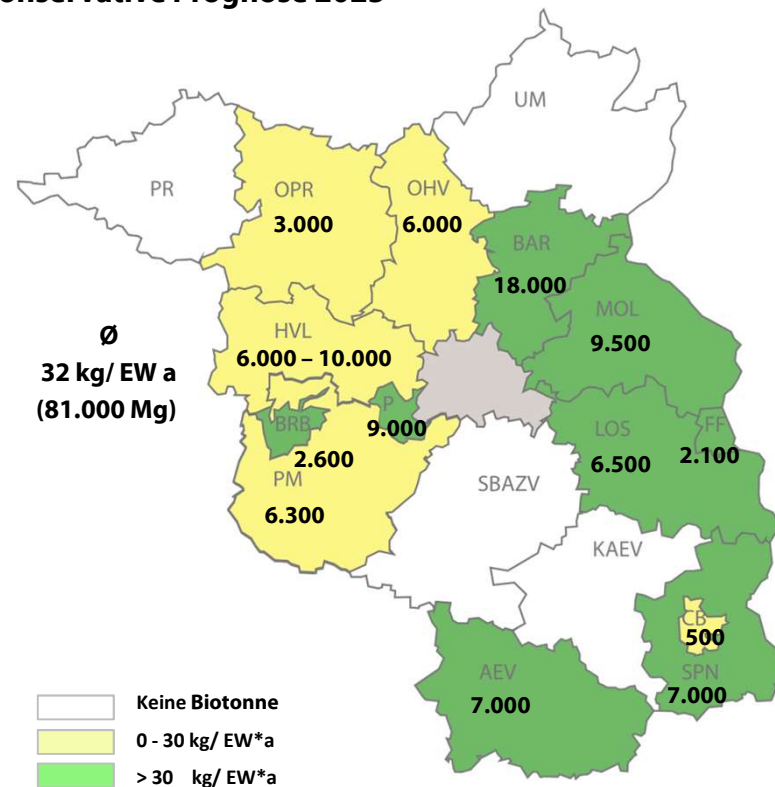 onservative Prognose 2025
UM
PR
OPR
3.000
OHV
6.000
BAR
18.000
MOL
9.500
HVL
6.000 – 10.000
Ø
32 kg/ EW a
(81.000 Mg)
BRB
2.600
P
9.000
LOS
6.500
FF
2.100
PM
6.300
SBAZV
KAEV
CB
500
SPN
7.000
AEV
7.000
Keine Biotonne
0 - 30 kg/ EW*a
> 30 kg/ EW*a